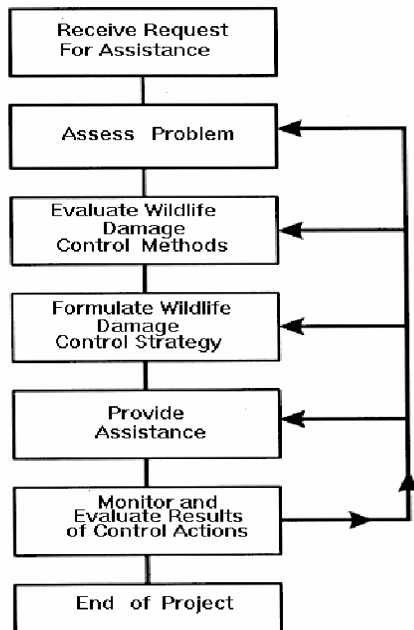 Receive Request
For Assistance
Assess Problem
Evaluate Wildlife
Damage
Control Methods
Formulate Wildlife
Damage
Control Strategy
Provide
Assistance
Monitor and
Evaluate Results
of Control Actions
End of Project